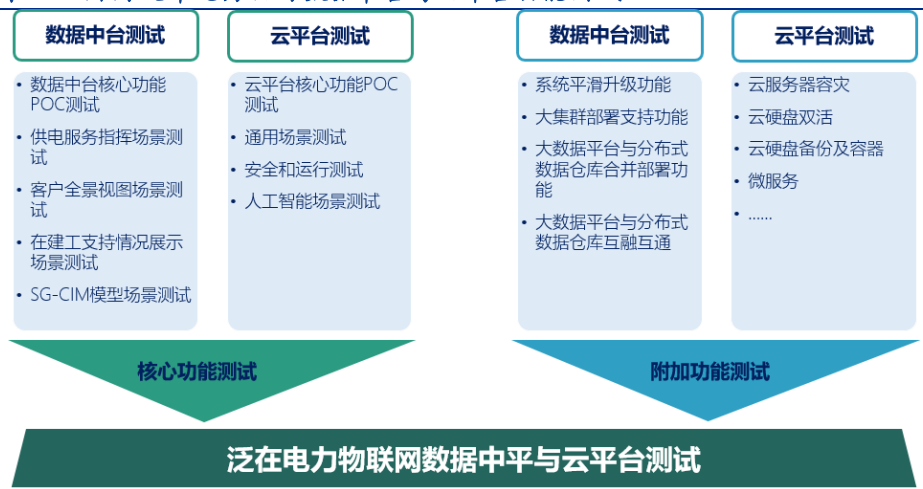 数据中台测试
• 数据中台核心功能
POC测试
• 供电服务指挥场景测
试
• 客户全景视图场景测
试
• 在建工支持情况展示
场景测试
• SG-CIM模型场景测试
云平台测试
• 云平台核心功能POC
测试
• 通用场景测试
• 安全和运行测试
• 人工智能场景测试
核心功能测试
数据中台测试
• 系统平滑升级功能
• 大集群部署支持功能
• 大数据平台与分布式
数据仓库合并部署功
能
• 大数据平台与分布式
数据仓库互融互通
云平台测试
• 云服务器容灾
• 云硬盘双活
• 云硬盘备份及容器
• 微服务
• ......
附加功能测试
泛在电力物联网数据中平与云平台测试